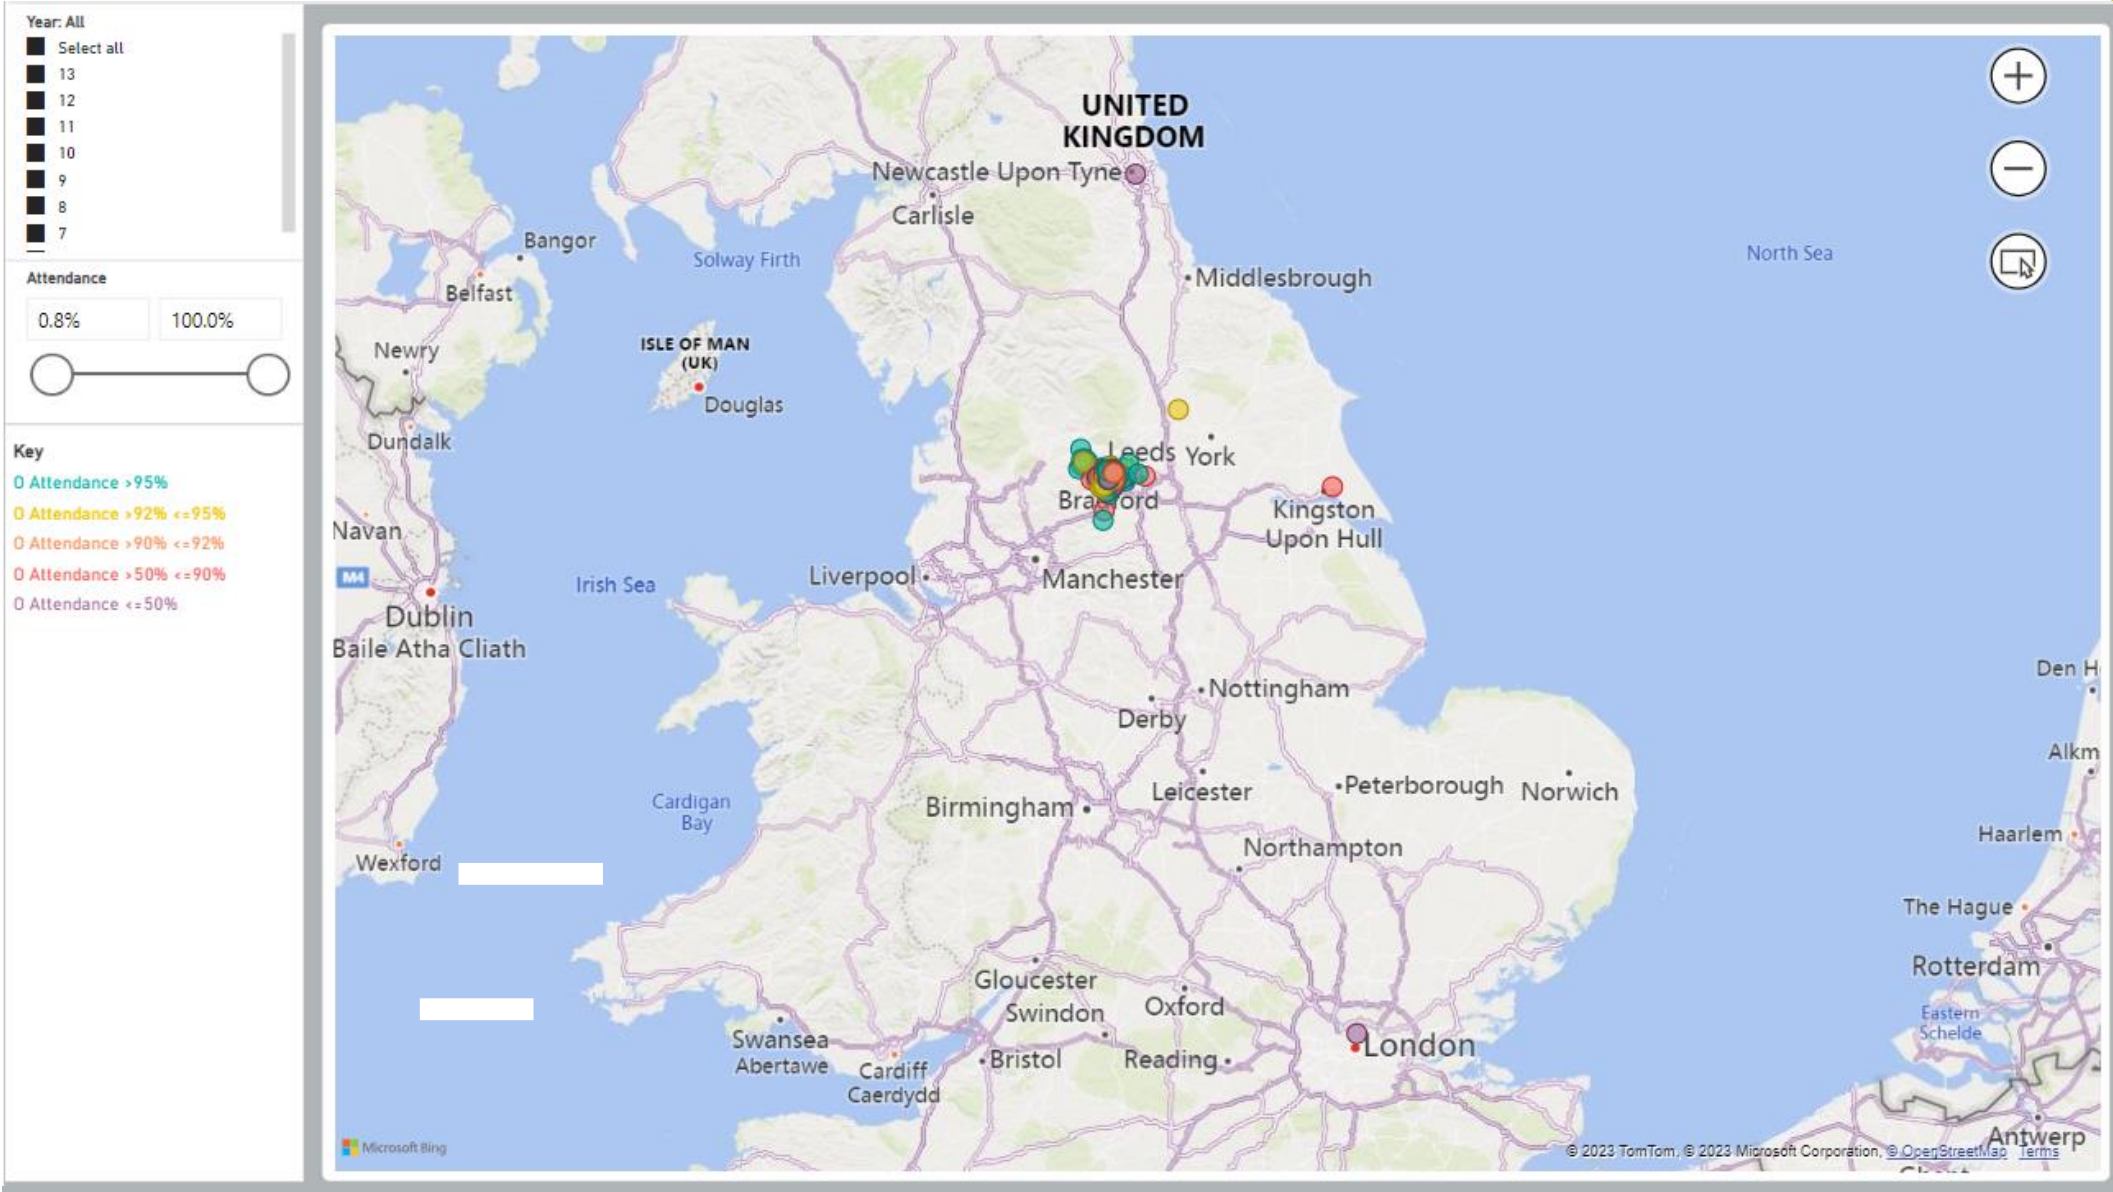 Year: All
Select all
13
12
11
10
9
8
7
Attendance
0.8%
100.0%
Key
O Attendance >95%
O Attendance >92% <=95%
O Attendance >90% <=92%
O Attendance >50% <=90%
O Attendance <=50%
UNITED
KINGDOM
Newcastle Upon Tyne
Carlisle
Bangor
Solway Firth
North Sea
Belfast
Middlesbrough
ISLE OF MAN
(UK)
Newry
Douglas
Dundalk
Leeds
York
Bradford
Kingston
Upon Hull
Navan
M4
Irish Sea
Liverpool
Manchester
Dublin
Baile Atha Cliath
Den H
Nottingham
Derby
Alkm
Cardigan
Bay
Birmingham
Leicester
Peterborough
Norwich
Haarlem
Northampton
Wexford
The Hague
Rotterdam
Gloucester
Swindon
Oxford
Eastern
Schelde
Swansea
Abertawe
Cardiff
Caerdydd
Bristol
Reading
London
Antwerp
Microsoft Bing
© 2023 TomTom, © 2023 Microsoft Corporation, © OpenStreetMap Terms